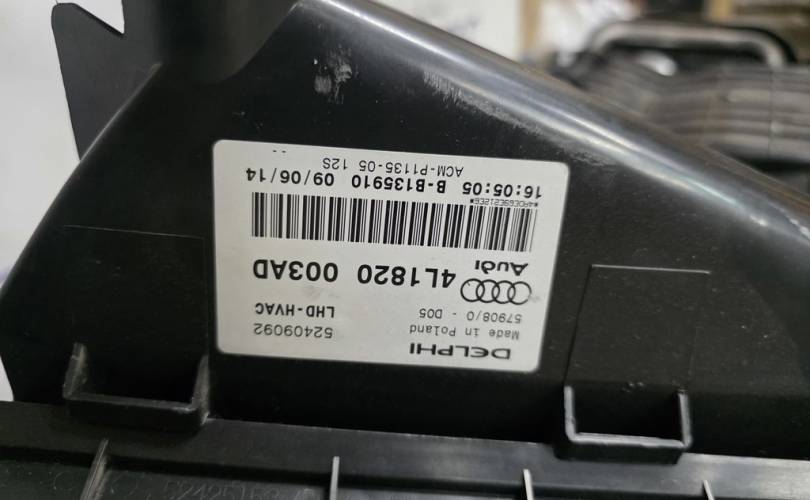 DELPHI
Made in Poland 52409092
57908/0 - D05 LHD-HVAC
4L1820 003AD
Audi
16:05:05 B-B135910 09/06/14
ACM-P1135-05 12S